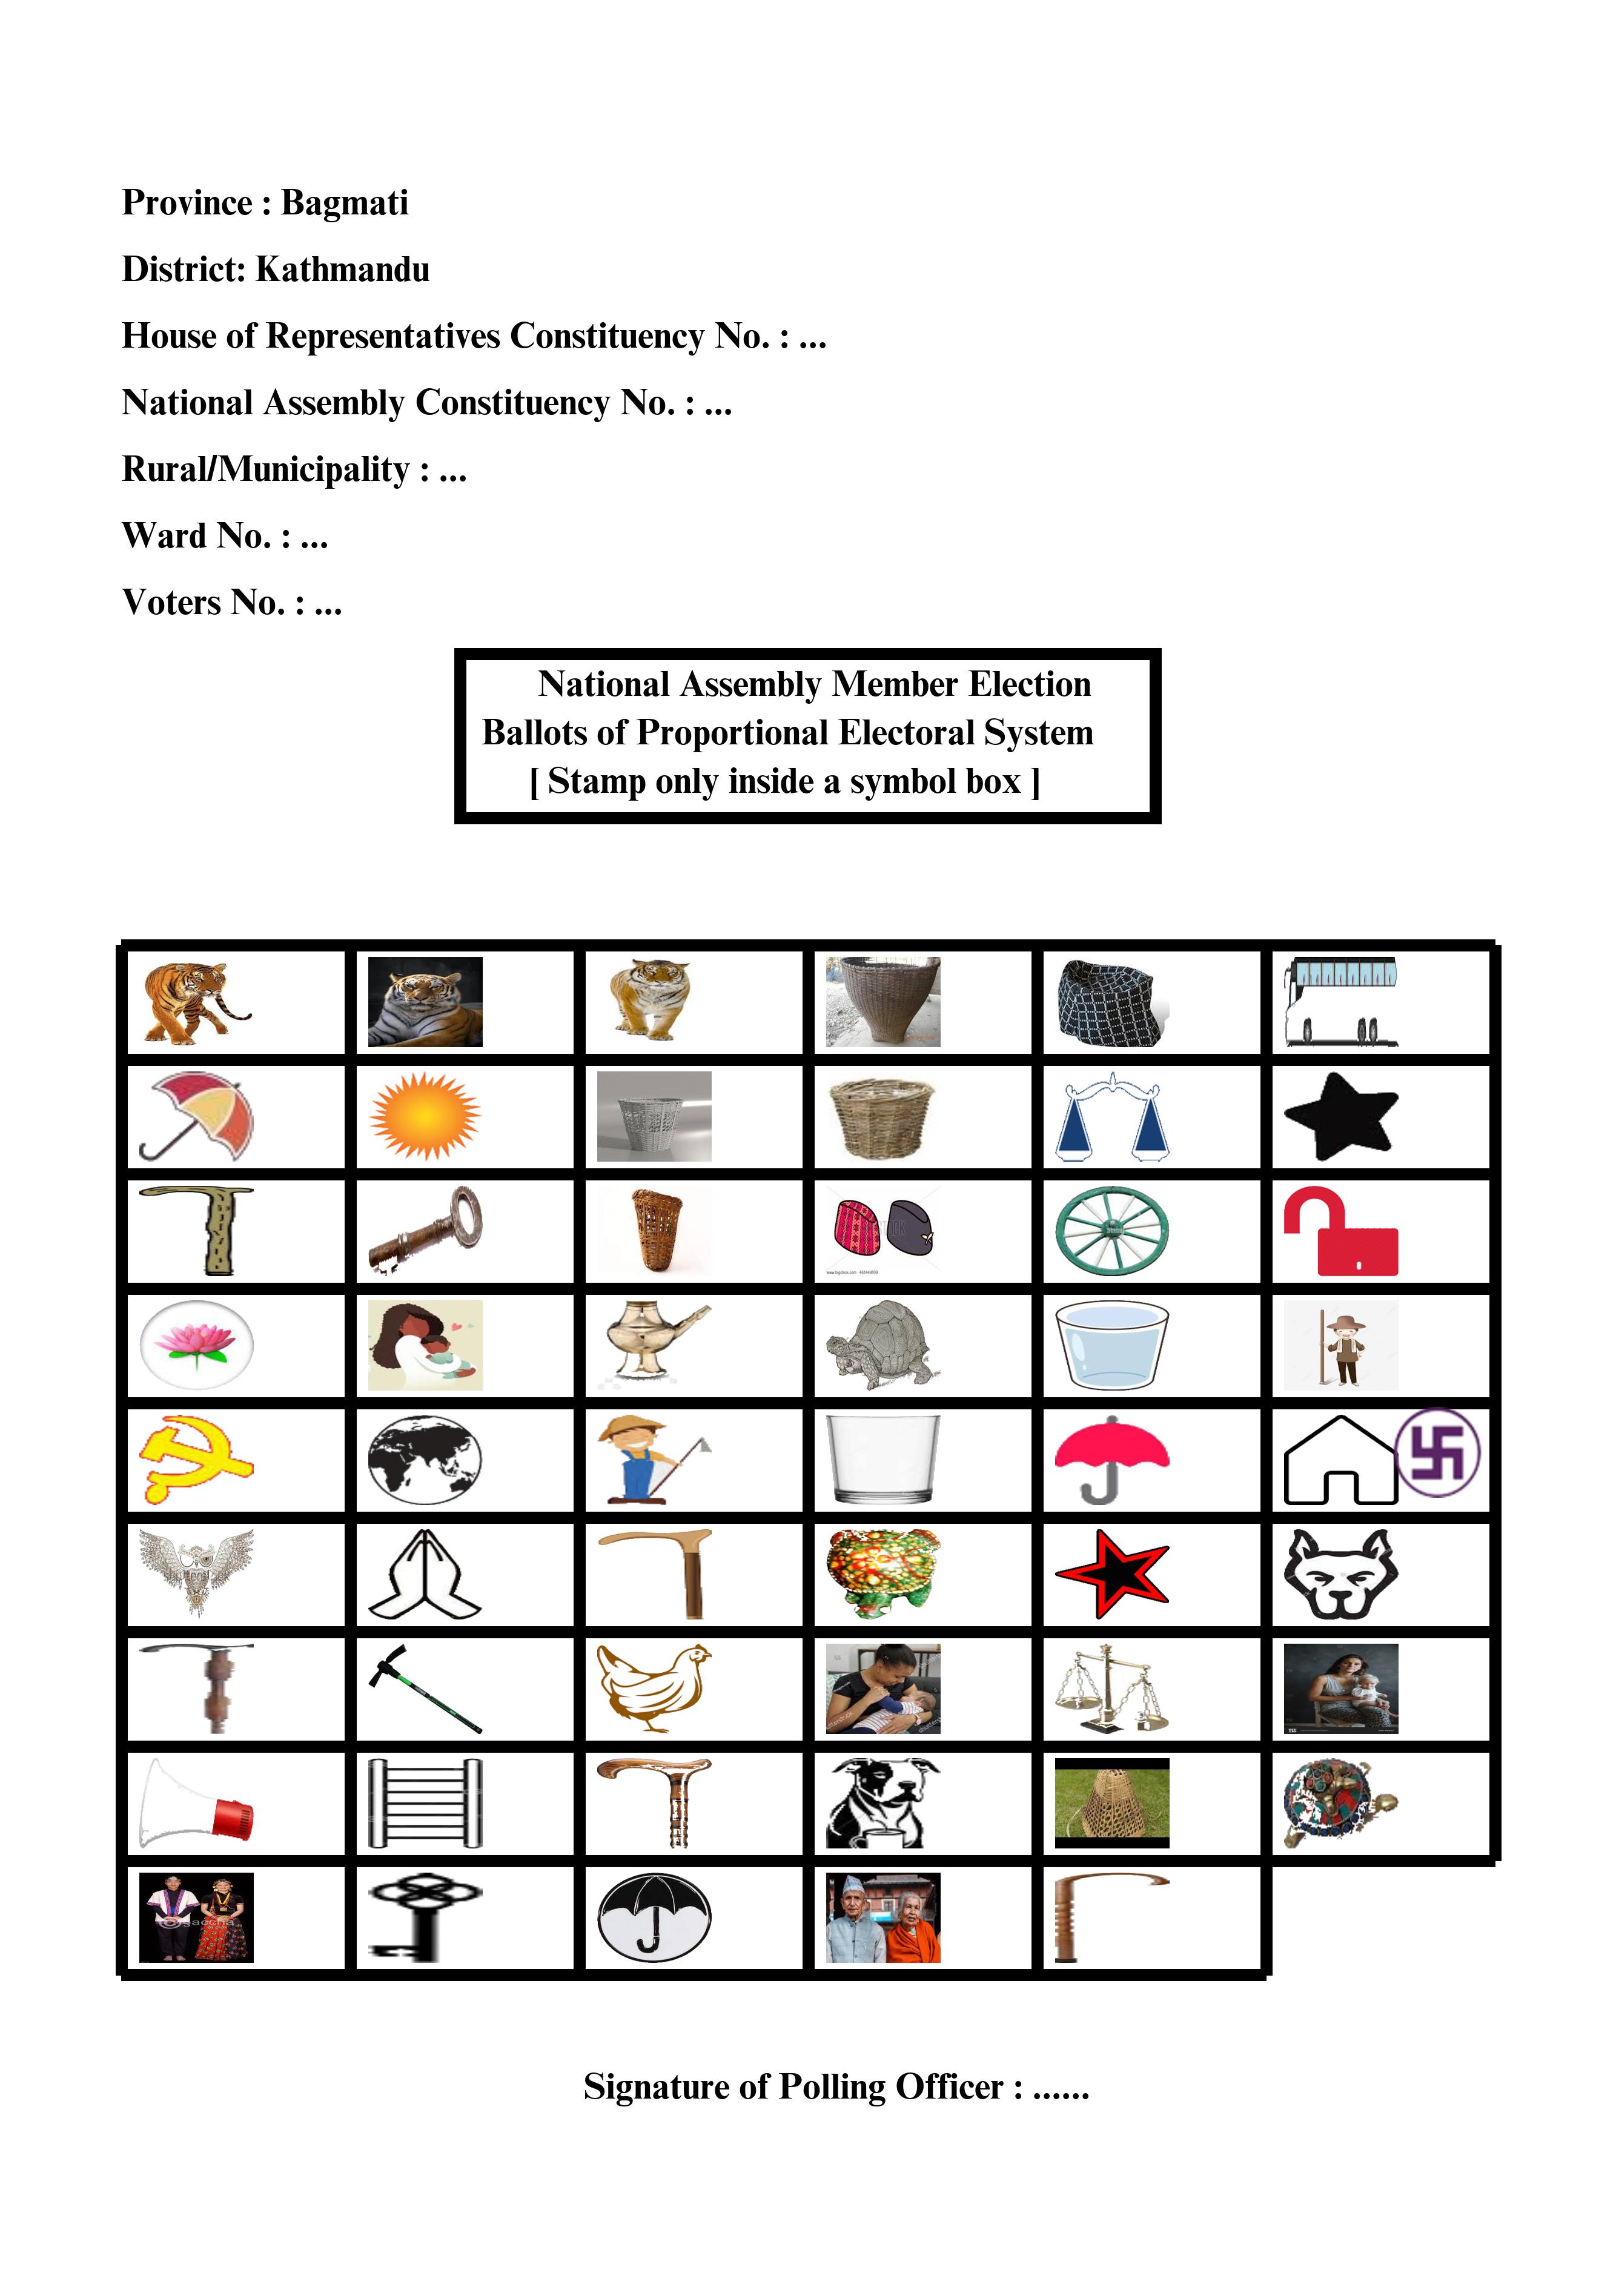 Province : Bagmati
District: Kathmandu
House of Representatives Constituency No. : ...
National Assembly Constituency No. : ...
Rural/Municipality : ...
Ward No. : ...
Voters No. : ...
National Assembly Member Election
Ballots of Proportional Electoral System
[ Stamp only inside a symbol box ]
Signature of Polling Officer : ......